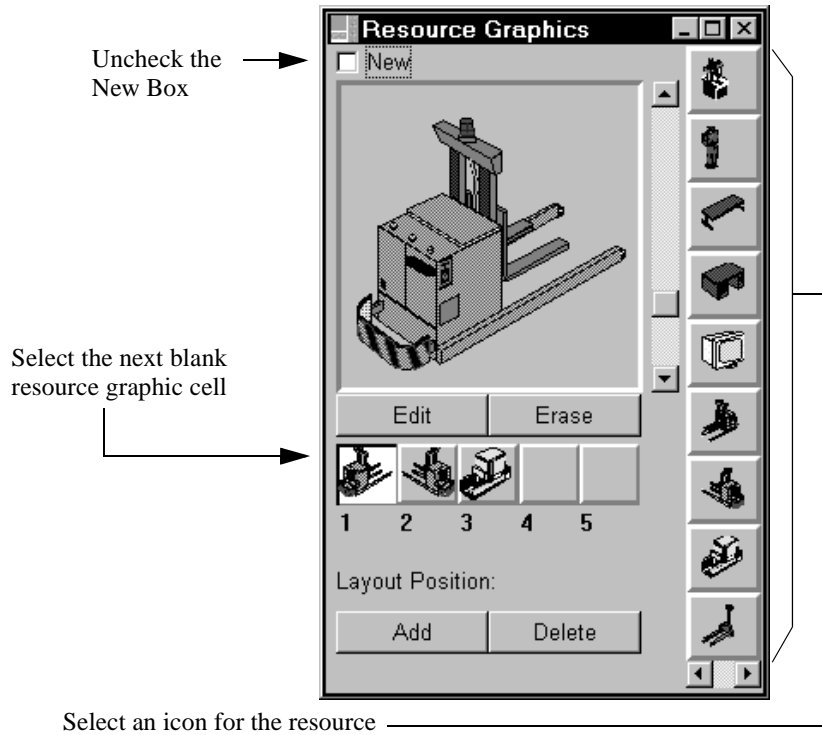 Resource Graphics
Uncheck the
New Box
New
Select the next blank
resource graphic cell
Edit Erase
1 2 3 4 5
Layout Position:
Add Delete
Select an icon for the resource